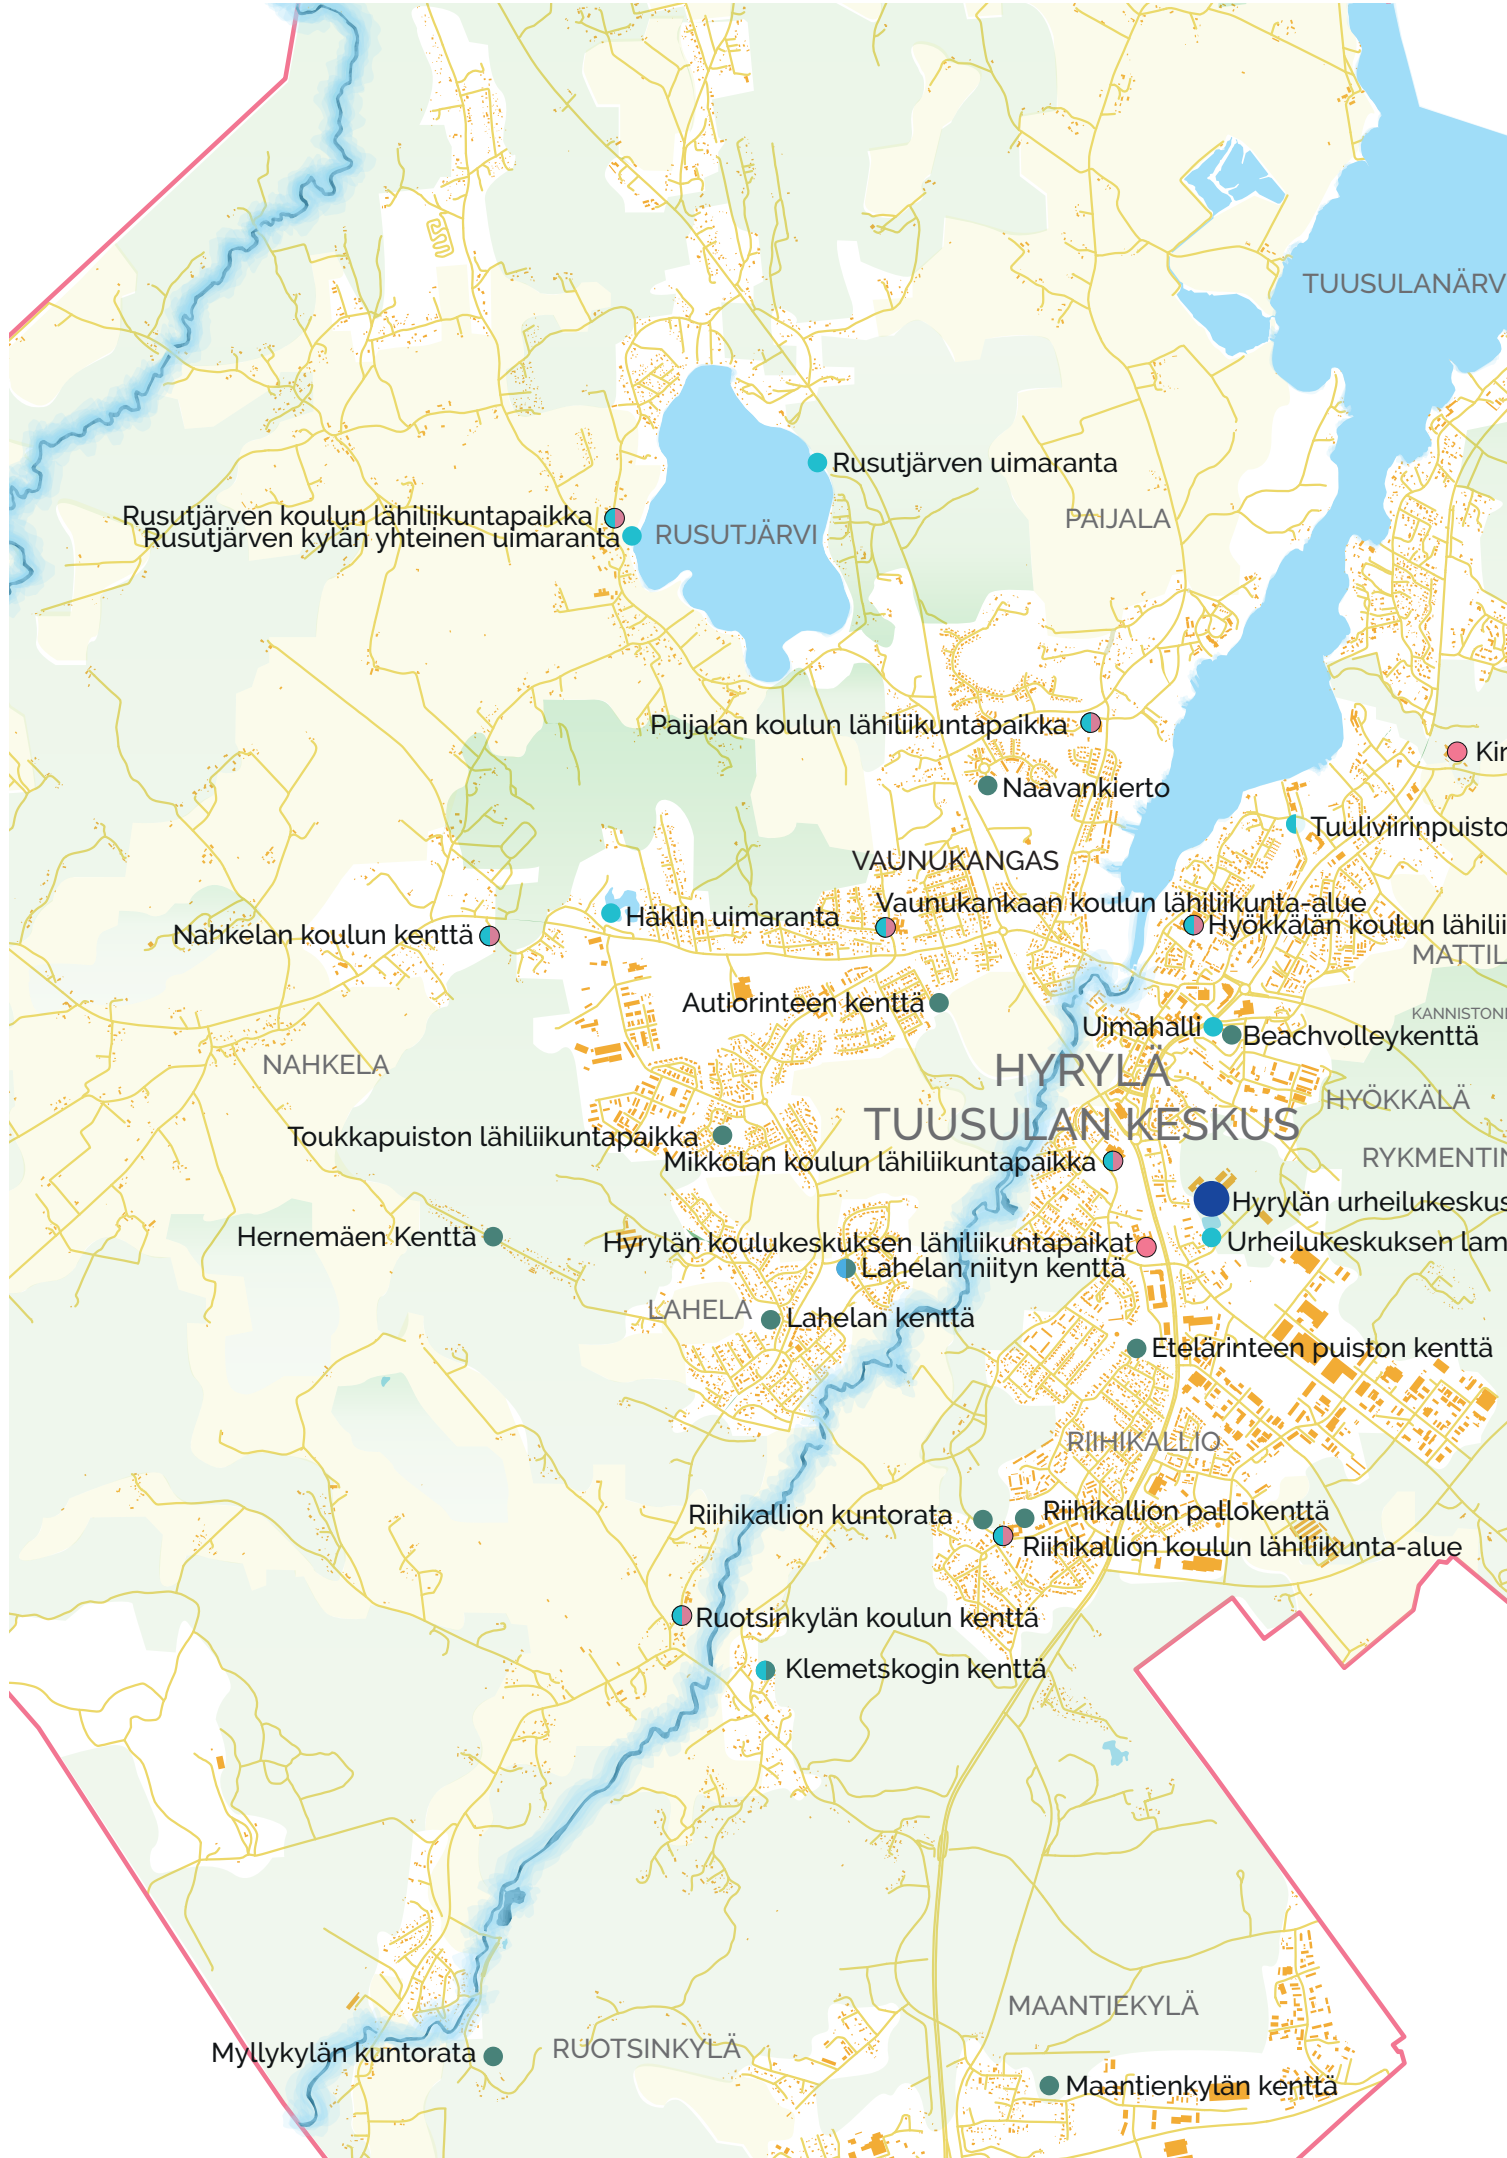 TUUSULANÄRV
Rusutjärven uimaranta
Rusutjärven koulun lähiliikuntapaikka
PAIJALA
Rusutjärven kylän yhteinen uimaranta
RUSUTJÄRVI
Paijalan koulun lähiliikuntapaikka
Kir
Naavankierto
Tuuliviirinpuisto
VAUNUKANGAS
Vaunukankaan koulun lähiliikunta-alue
Häklin uimaranta
Hyökkälän koulun lähilii
Nahkelan koulun kenttä
MATTIL
Autiorinteen kenttä
KANNISTON
Uimahalli
Beachvolleykenttä
NAHKELA
HYRYLÄ
TUUSULAN KESKUS
HYÖKKÄLÄ
Toukkapuiston lähiliikuntapaikka
Mikkolan koulun lähiliikuntapaikka
RYKMENTIN
Hyrylän urheilukeskus
Hernemäen Kenttä
Hyrylän koulukeskuksen lähiliikuntapaikat
Urheilukeskuksen lam
Lahelan niityn kenttä
LAHELA
Lahelan kenttä
Etelärinteen puiston kenttä
RIIHIKALLIO
Riihikallion kuntorata
Riihikallion pallokenttä
Riihikallion koulun lähiliikunta-alue
Ruotsinkylän koulun kenttä
Klemetskogin kenttä
MAANTIEKYLÄ
RUOTSINKYLÄ
Myllykylän kuntorata
Maantienkylän kenttä